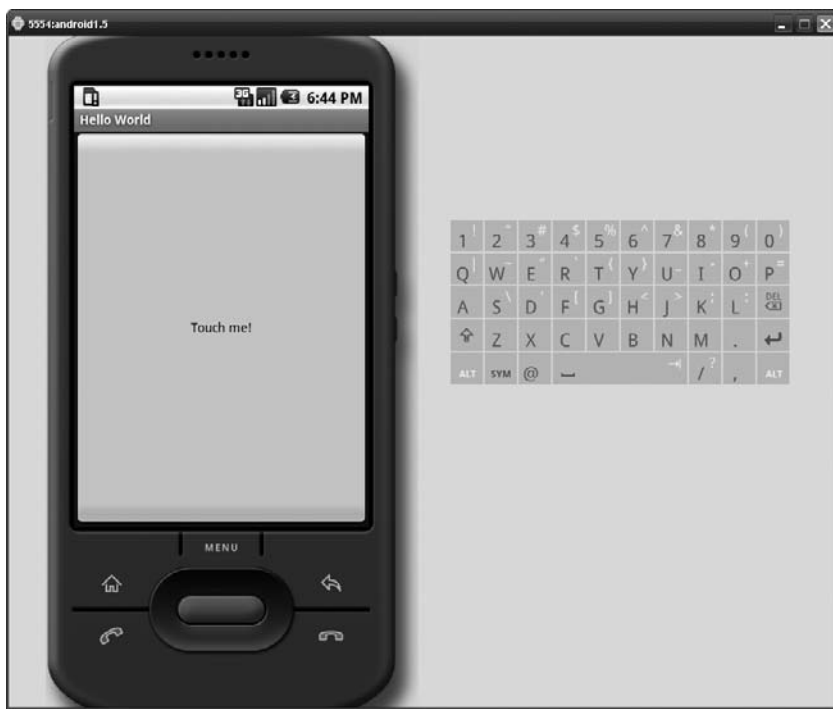 5554:android1.5
3G 6:44 PM
Hello World
Touch me!
MENU
1 ! 2 3 # 4 $ 5 % 6 ^ 7 & 8 * 9 ( 0 )
Q | W E R T { Y } U _ I - O + P =
A S \ D ' F [ G ] H < J > K ; L : DEL
Z X C V B N M .
ALT SYM @ / ? , ALT